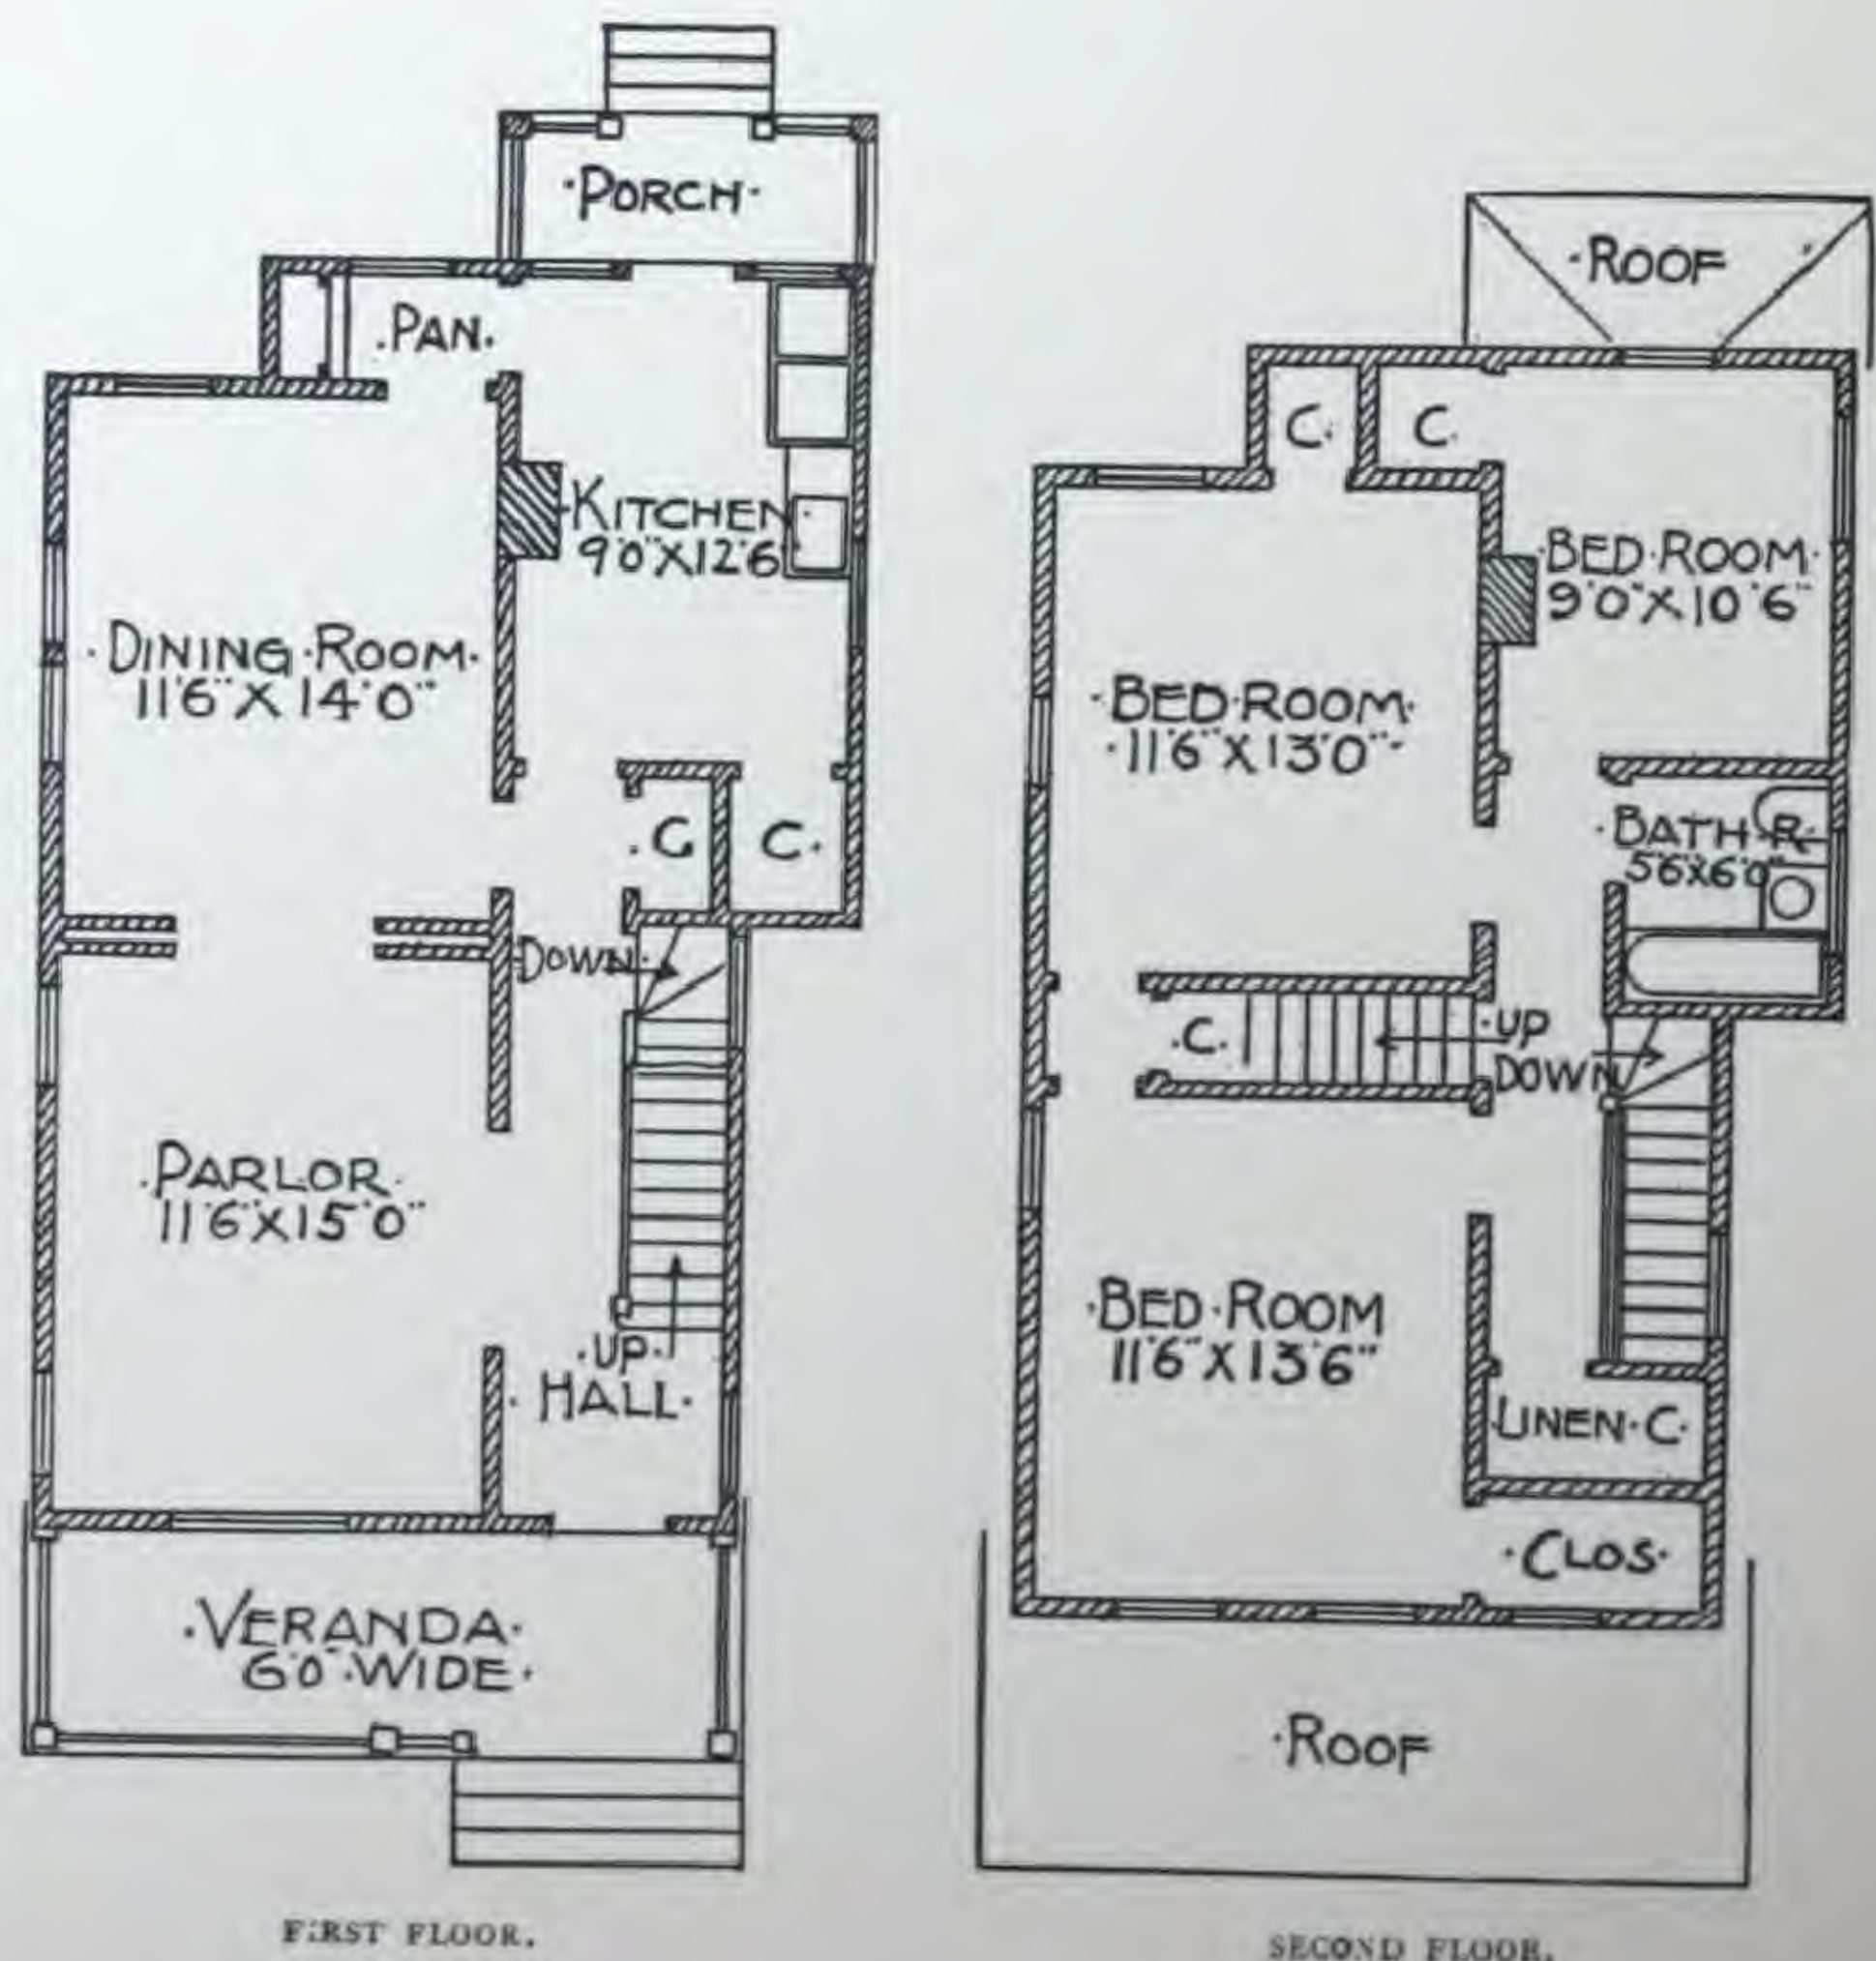 ·PORCH·
·PAN·
·KITCHEN·
9'0"X12'6
·DINING·ROOM·
11'6"X14'0"
·C
C·
DOWN·
·PARLOR·
11'6"X15'0"
·UP·
·HALL·
·VERANDA·
6'0"·WIDE·
FIRST FLOOR.
·ROOF
C·
C·
·BED·ROOM·
9'0"X10'6"
·BED·ROOM·
·11'6"X13'0"·
·BATH·R·
5'6"X6'0"
·C·
·UP
DOWN
·BED·ROOM
11'6"X13'6"
·LINEN·C·
·CLOS·
·ROOF
SECOND FLOOR.